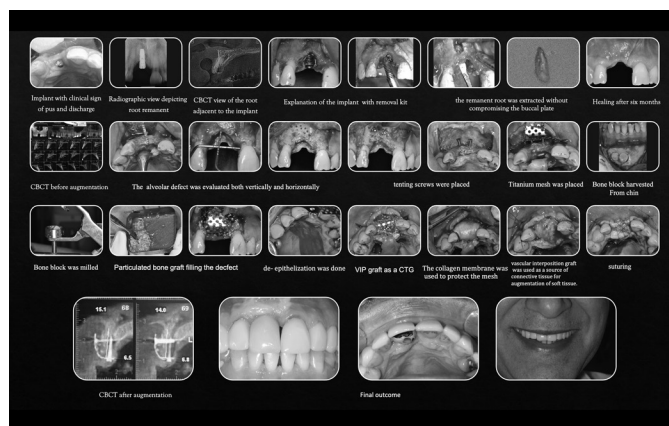 Implant with clinical sign
of pus and discharge
Radiographic view depicting
root remanent
CBCT view of the root
adjacent to the implant
Explanation of the implant with removal kit
the remanent root was extracted without
compromising the buccal plate
Healing after six months
CBCT before augmentation
The alveolar defect was evaluated both vertically and horizontally
tenting screws were placed
Titanium mesh was placed
Bone block harvested
From chin
Bone block was milled
Particulated bone graft filling the decfect
de- epithelization was done
VIP graft as a CTG
The collagen membrane was
used to protect the mesh
vascular interposition graft
was used as a source of
connective tissue for
augmentation of soft tissue.
suturing
15.1
68
14.0
69
6.5
6.8
L
CBCT after augmentation
Final outcome